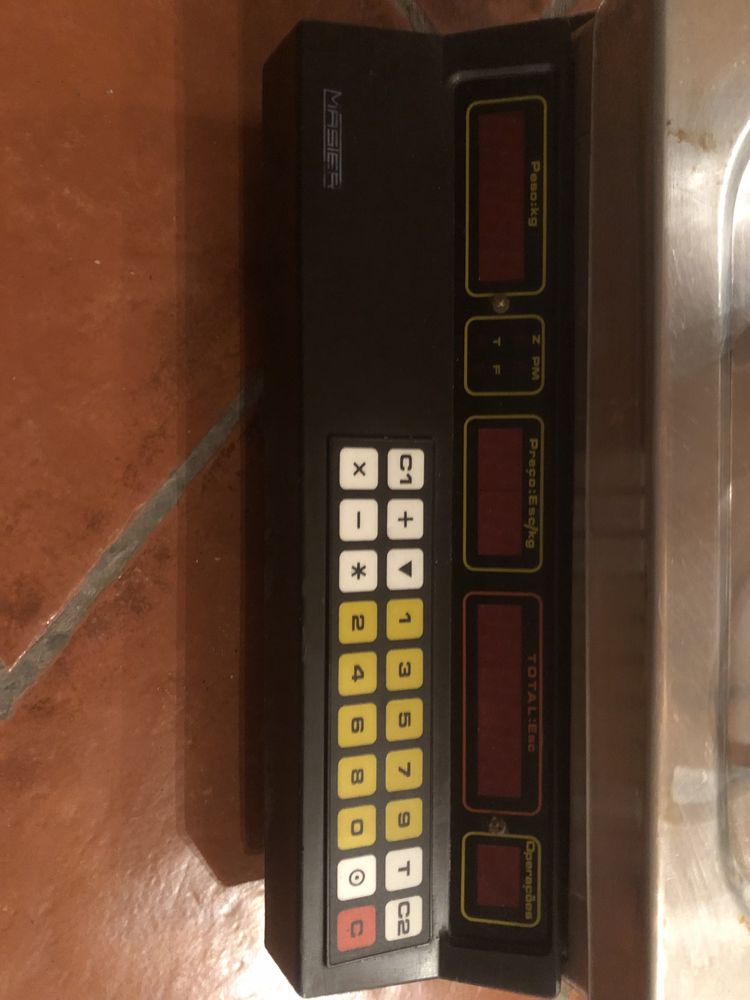 Peso:kg
Z PM
T F
Preço:Esc/kg
TOTAL:Esc
Operações
MÄSIER
C1 + ▶ 1 3 5 7 9 T C2
× − * 2 4 6 8 0 ⊙ C